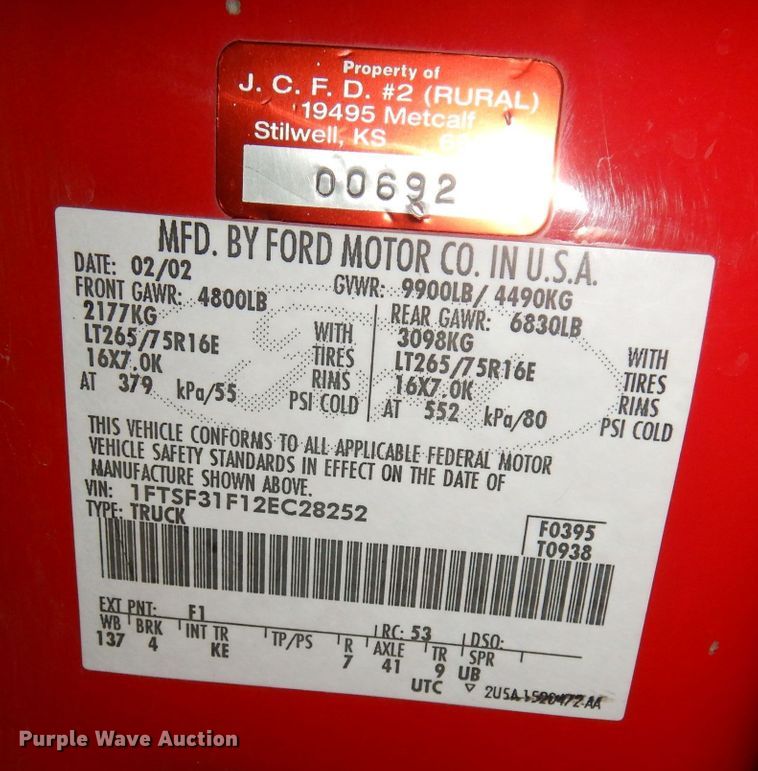 Property of
J. C. F. D. #2 (RURAL)
19495 Metcalf
Stilwell, KS
00692
MFD. BY FORD MOTOR CO. IN U.S.A.
DATE: 02/02 GVWR: 9900LB/ 4490KG
FRONT GAWR: 4800LB REAR GAWR: 6830LB
2177KG WITH 3098KG WITH
LT265/75R16E TIRES LT265/75R16E TIRES
16X7.0K RIMS 16X7.0K RIMS
AT 379 kPa/55 PSI COLD AT 552 kPa/80 PSI COLD
THIS VEHICLE CONFORMS TO ALL APPLICABLE FEDERAL MOTOR
VEHICLE SAFETY STANDARDS IN EFFECT ON THE DATE OF
MANUFACTURE SHOWN ABOVE.
VIN: 1FTSF31F12EC28252
TYPE: TRUCK
F0395
T0938
EXT PNT: F1 RC: 53 DSO:
WB BRK INT TR TP/PS R AXLE TR SPR
137 4 KE 7 41 9 UB
UTC ▽ 2U5A
Purple Wave Auction